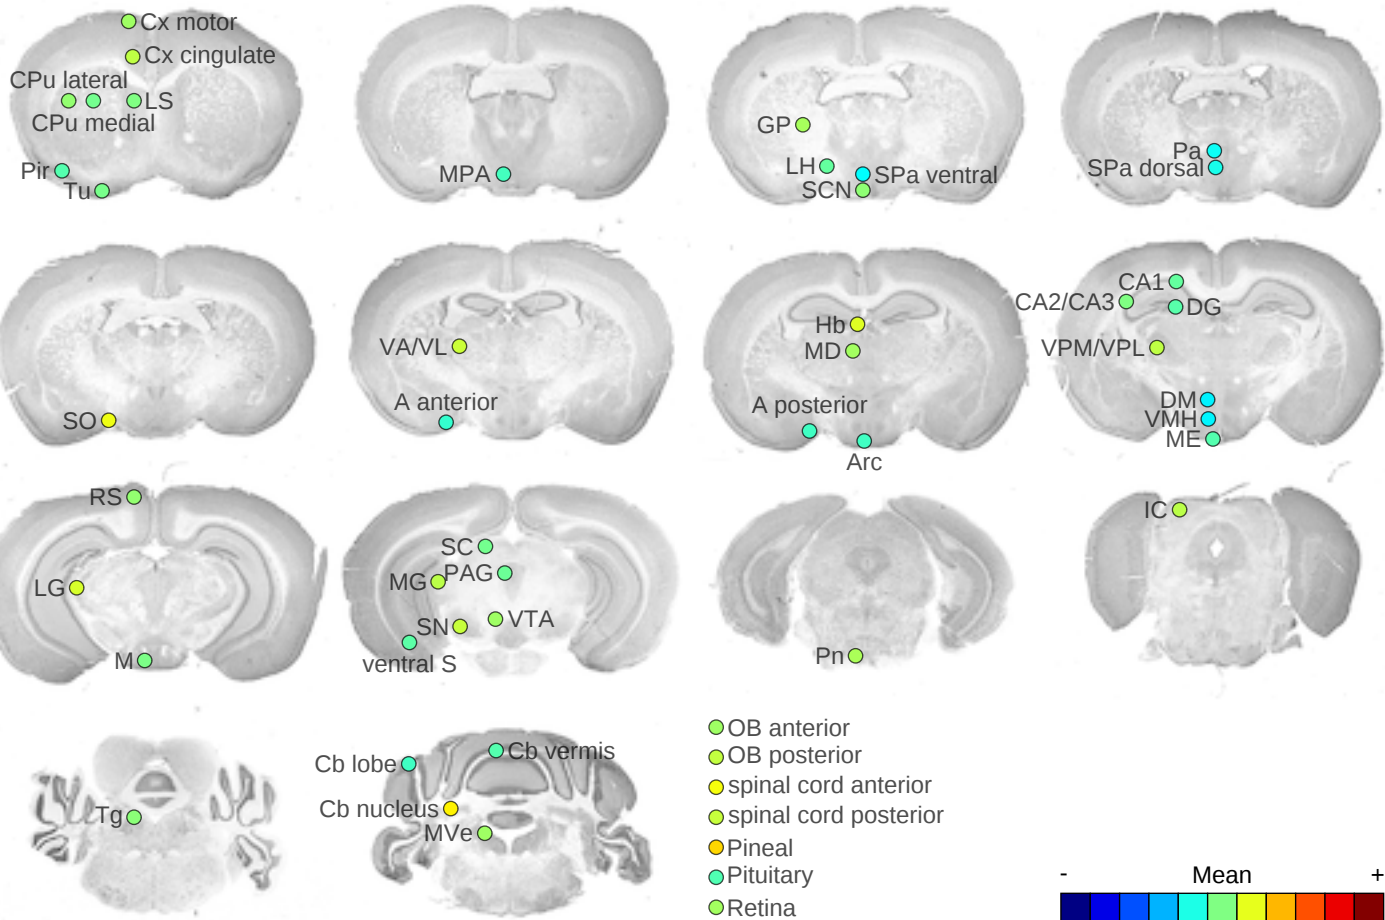 Cx motor
Cx cingulate
CPu lateral
LS
CPu medial
Pir
Tu
MPA
GP
LH
SPa ventral
SCN
Pa
SPa dorsal
SO
VA/VL
A anterior
Hb
MD
A posterior
Arc
CA1
CA2/CA3
DG
VPM/VPL
DM
VMH
ME
RS
LG
M
SC
PAG
MG
VTA
SN
ventral S
Pn
IC
Tg
Cb vermis
Cb lobe
Cb nucleus
MVe
OB anterior
OB posterior
spinal cord anterior
spinal cord posterior
Pineal
Pituitary
Retina
- Mean +